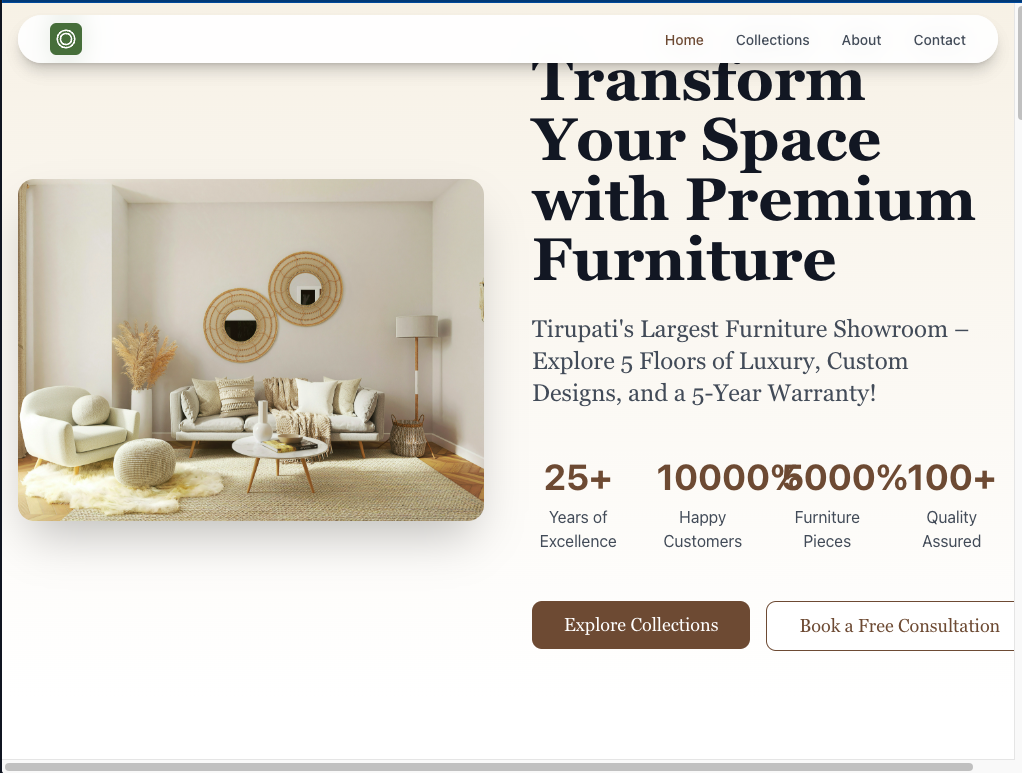 Home Collections About Contact
Transform
Your Space
with Premium
Furniture
Tirupati's Largest Furniture Showroom –
Explore 5 Floors of Luxury, Custom
Designs, and a 5-Year Warranty!
25+ 10000% 5000% 100+
Years of Happy Furniture Quality
Excellence Customers Pieces Assured
Explore Collections Book a Free Consultation